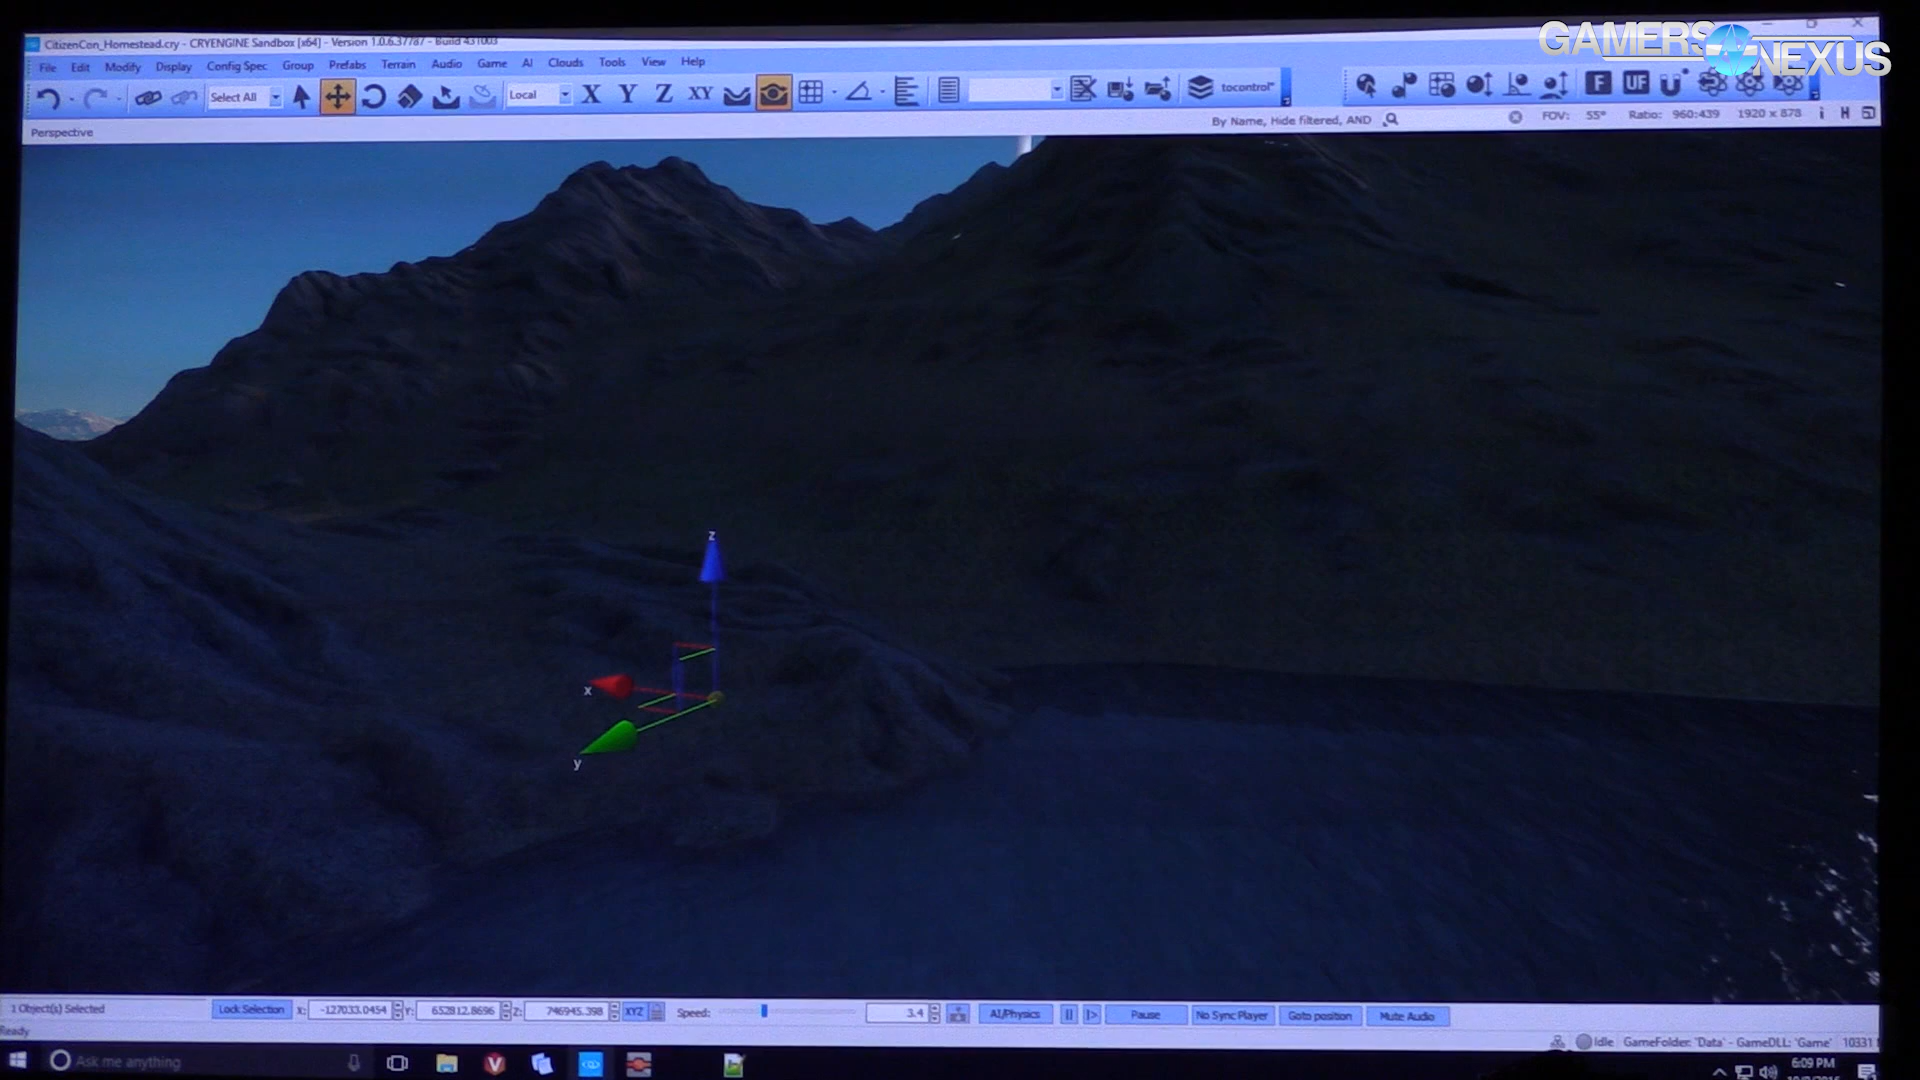 GAMERS NEXUS
CitizenCon_Homestead.cry - CRYENGINE Sandbox [x64] - Version 1.0.6.37787 - Build 431003
File Edit Modify Display Config Spec Group Prefabs Terrain Audio Game AI Clouds Tools View Help
Select All Local X Y Z XY tocontrol* F UF
Perspective By Name, Hide filtered, AND FOV: 55° Ratio: 960:439 1920 x 878 i H
z
x
y
1 Object(s) Selected Lock Selection X: -127033.0454 Y: 652812.8696 Z: 746945.398 XYZ Speed: 3.4 AI/Physics Pause No Sync Player Goto position Mute Audio
Ready
Idle GameFolder: 'Data' - GameDLL: 'Game' 10331
Ask me anything
6:09 PM